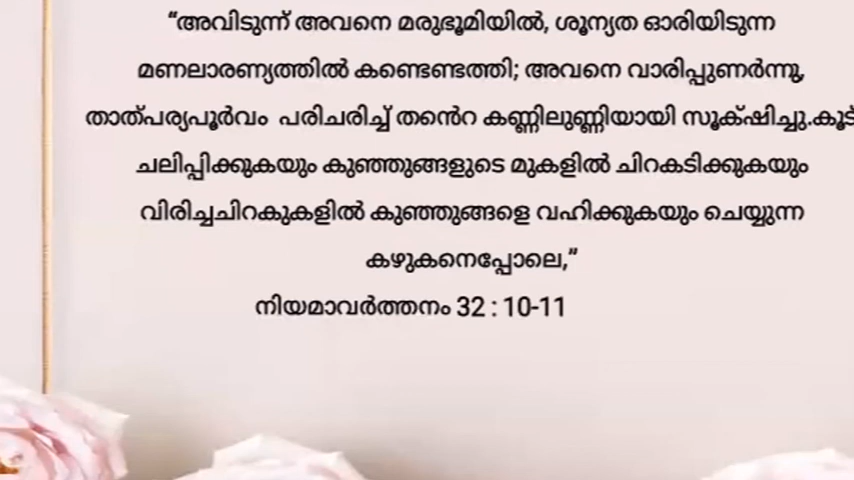 “അവിടുന്ന് അവനെ മരുഭൂമിയിൽ, ശൂന്യത ഓരിയിടുന്ന
മണലാരണ്യത്തിൽ കണ്ടെണ്ടത്തി; അവനെ വാരിപ്പുണർന്നു,
താത്പര്യപൂർവം പരിചരിച്ച് തൻെറ കണ്ണിലുണ്ണിയായി സൂക്ഷിച്ചു.കൂട്
ചലിപ്പിക്കുകയും കുഞ്ഞുങ്ങളുടെ മുകളിൽ ചിറകടിക്കുകയും
വിരിച്ചചിറകുകളിൽ കുഞ്ഞുങ്ങളെ വഹിക്കുകയും ചെയ്യുന്ന
കഴുകനെപ്പോലെ,”
നിയമാവർത്തനം 32 : 10-11